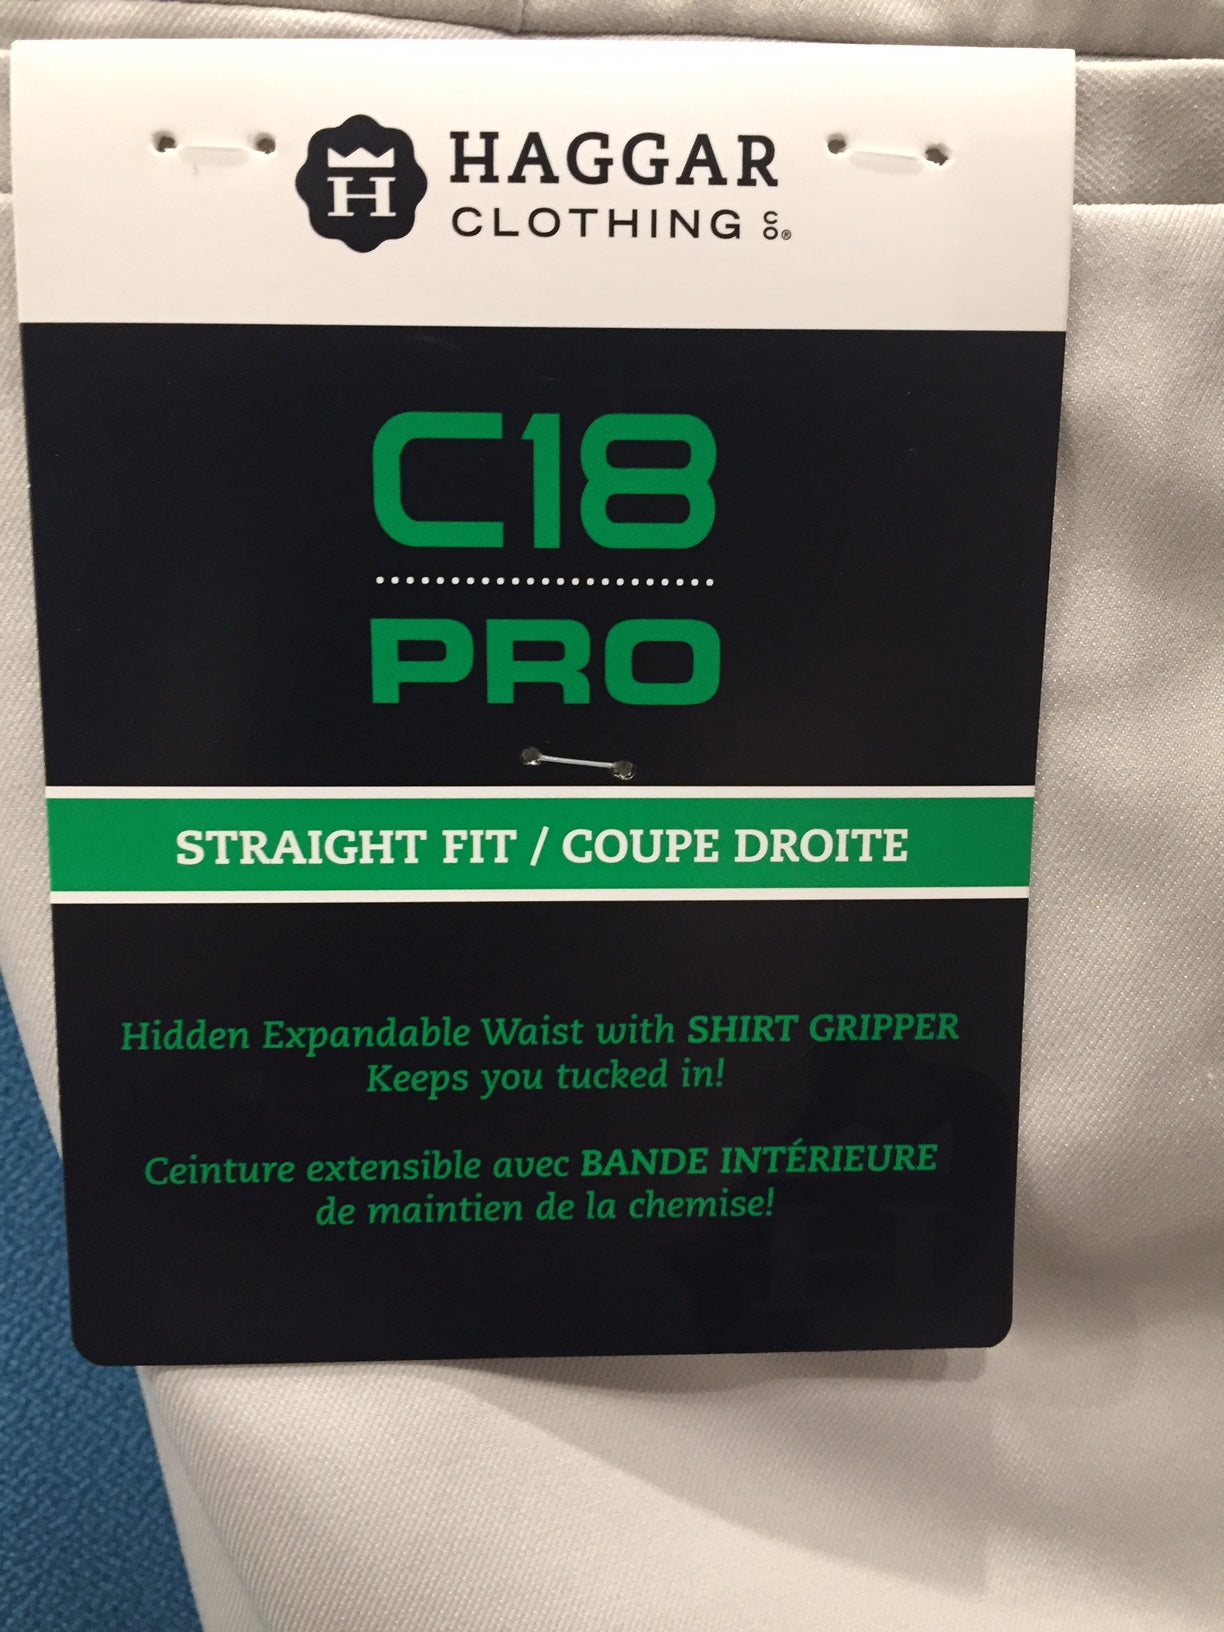 H
HAGGAR
CLOTHING CO®
C18
PRO
STRAIGHT FIT / COUPE DROITE
Hidden Expandable Waist with SHIRT GRIPPER
Keeps you tucked in!
Ceinture extensible avec BANDE INTÉRIEURE
de maintien de la chemise!